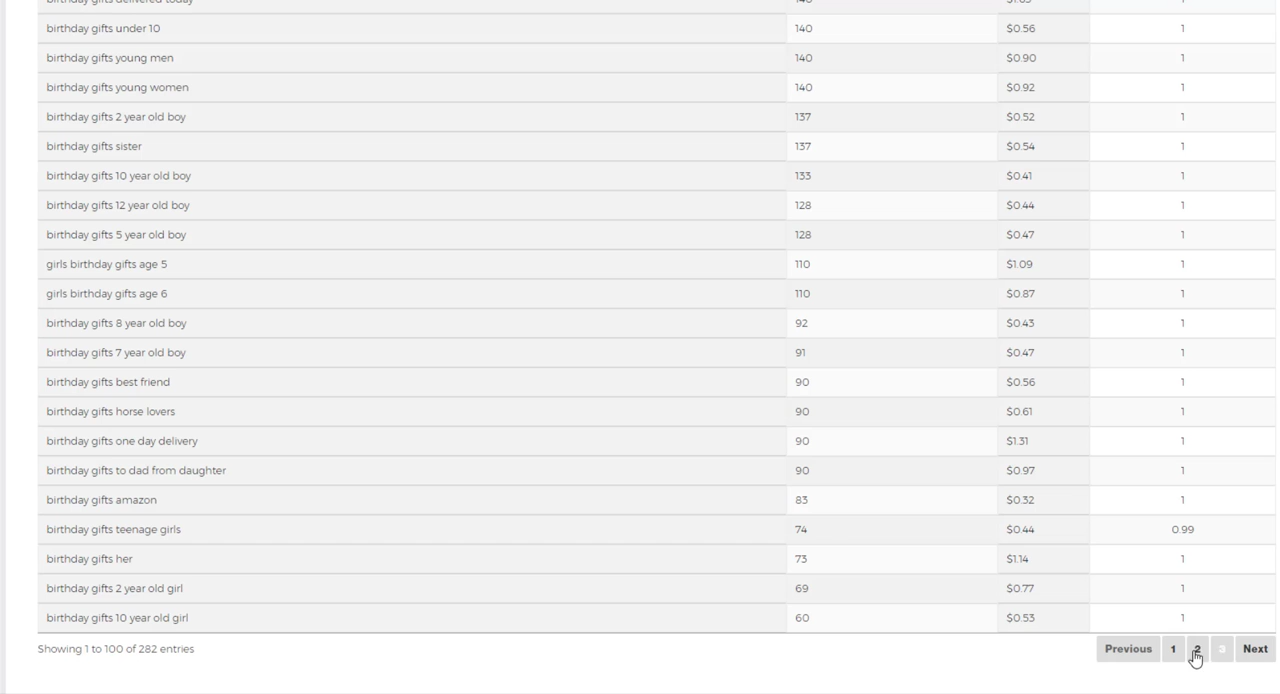 birthday gifts delivered today 140 $1.65 1
birthday gifts under 10 140 $0.56 1
birthday gifts young men 140 $0.90 1
birthday gifts young women 140 $0.92 1
birthday gifts 2 year old boy 137 $0.52 1
birthday gifts sister 137 $0.54 1
birthday gifts 10 year old boy 133 $0.41 1
birthday gifts 12 year old boy 128 $0.44 1
birthday gifts 5 year old boy 128 $0.47 1
girls birthday gifts age 5 110 $1.09 1
girls birthday gifts age 6 110 $0.87 1
birthday gifts 8 year old boy 92 $0.43 1
birthday gifts 7 year old boy 91 $0.47 1
birthday gifts best friend 90 $0.56 1
birthday gifts horse lovers 90 $0.61 1
birthday gifts one day delivery 90 $1.31 1
birthday gifts to dad from daughter 90 $0.97 1
birthday gifts amazon 83 $0.32 1
birthday gifts teenage girls 74 $0.44 0.99
birthday gifts her 73 $1.14 1
birthday gifts 2 year old girl 69 $0.77 1
birthday gifts 10 year old girl 60 $0.53 1
Showing 1 to 100 of 282 entries Previous 1 2 3 Next